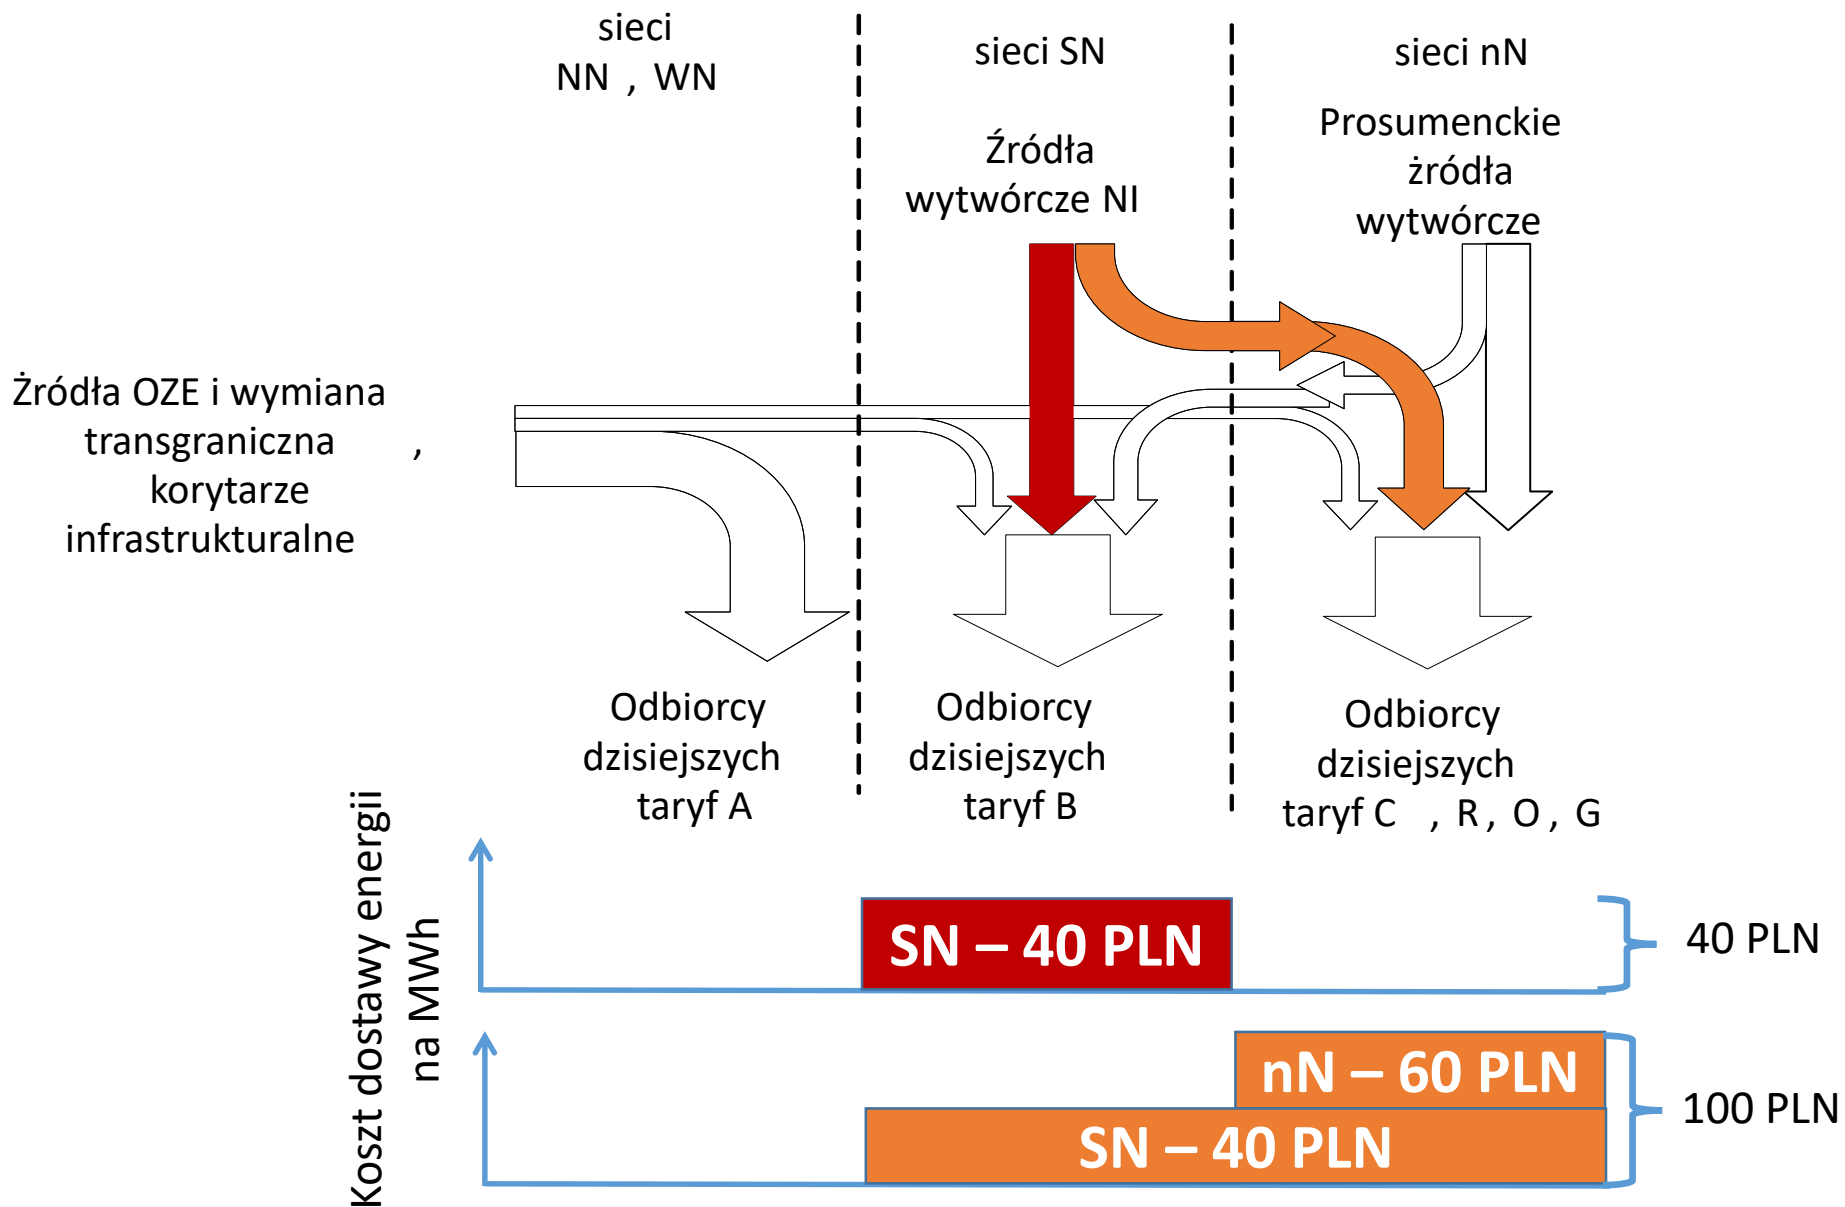 sieci
NN , WN
sieci SN
sieci nN
Źródła
wytwórcze NI
Prosumenckie
żródła
wytwórcze
Żródła OZE i wymiana
transgraniczna ,
korytarze
infrastrukturalne
Odbiorcy
dzisiejszych
taryf A
Odbiorcy
dzisiejszych
taryf B
Odbiorcy
dzisiejszych
taryf C , R , O , G
Koszt dostawy energii
na MWh
SN – 40 PLN
40 PLN
nN – 60 PLN
SN – 40 PLN
100 PLN